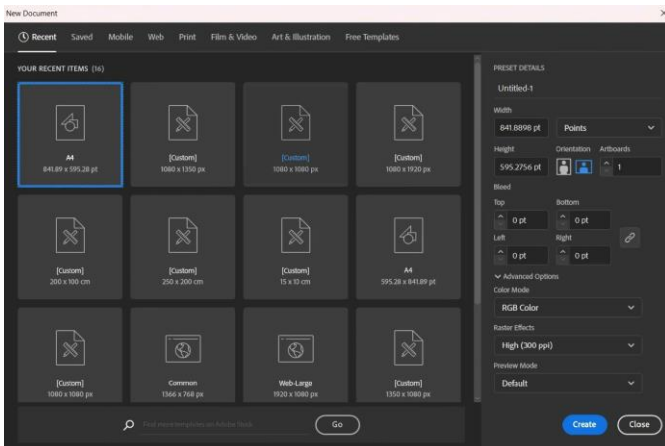 New Document
Recent Saved Mobile Web Print Film & Video Art & Illustration Free Templates
YOUR RECENT ITEMS (16)
A4
841.89 x 595.28 pt
[Custom]
1080 x 1350 px
[Custom]
1080 x 1080 px
[Custom]
1080 x 1920 px
[Custom]
200 x 100 cm
[Custom]
250 x 200 cm
[Custom]
15 x 10 cm
A4
595.28 x 841.89 pt
[Custom]
1080 x 1080 px
Common
1366 x 768 px
Web-Large
1920 x 1080 px
[Custom]
1350 x 1080 px
Find more templates on Adobe Stock
Go
PRESET DETAILS
Untitled-1
Width
841.8898 pt Points
Height Orientation Artboards
595.2756 pt 1
Bleed
Top Bottom
0 pt 0 pt
Left Right
0 pt 0 pt
Advanced Options
Color Mode
RGB Color
Raster Effects
High (300 ppi)
Preview Mode
Default
Create Close